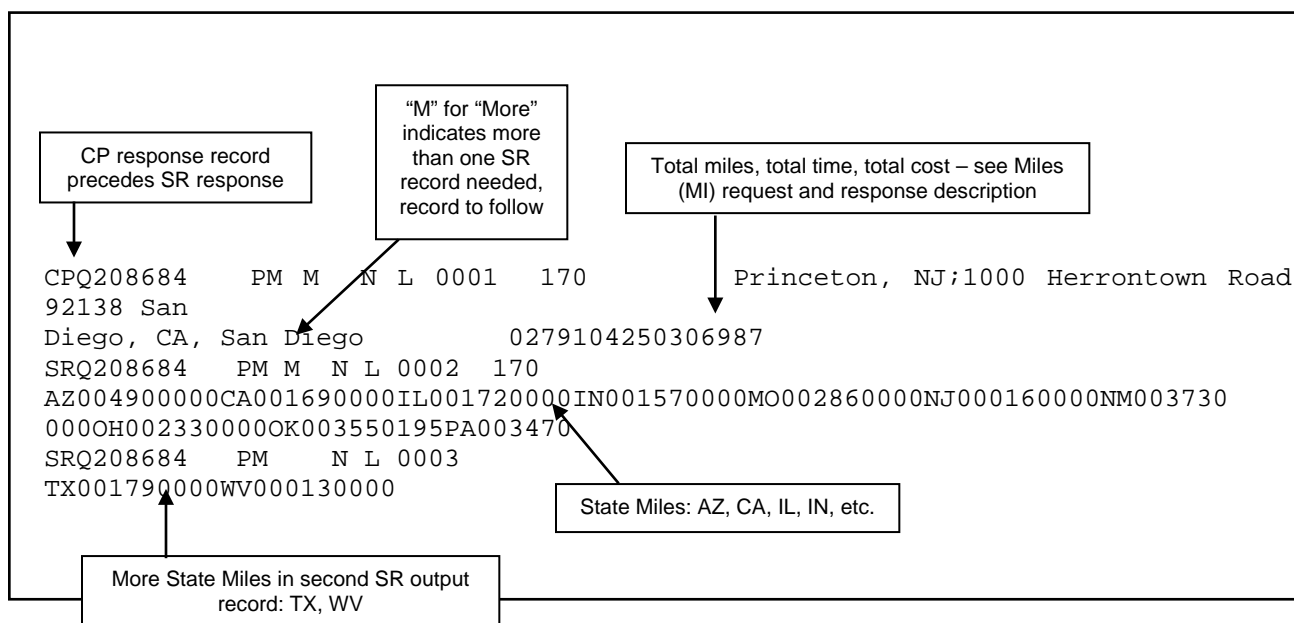 “M” for “More”
indicates more
than one SR
record needed,
record to follow
CP response record
precedes SR response
Total miles, total time, total cost – see Miles
(MI) request and response description
CPQ208684    PM M  N L 0001  170         Princeton, NJ;1000 Herrontown Road
92138 San
Diego, CA, San Diego         0279104250306987
SRQ208684   PM M  N L 0002  170
AZ004900000CA001690000IL001720000IN001570000MO002860000NJ000160000NM003730
000OH002330000OK003550195PA003470
SRQ208684   PM    N L 0003
TX001790000WV000130000
State Miles: AZ, CA, IL, IN, etc.
More State Miles in second SR output
record: TX, WV